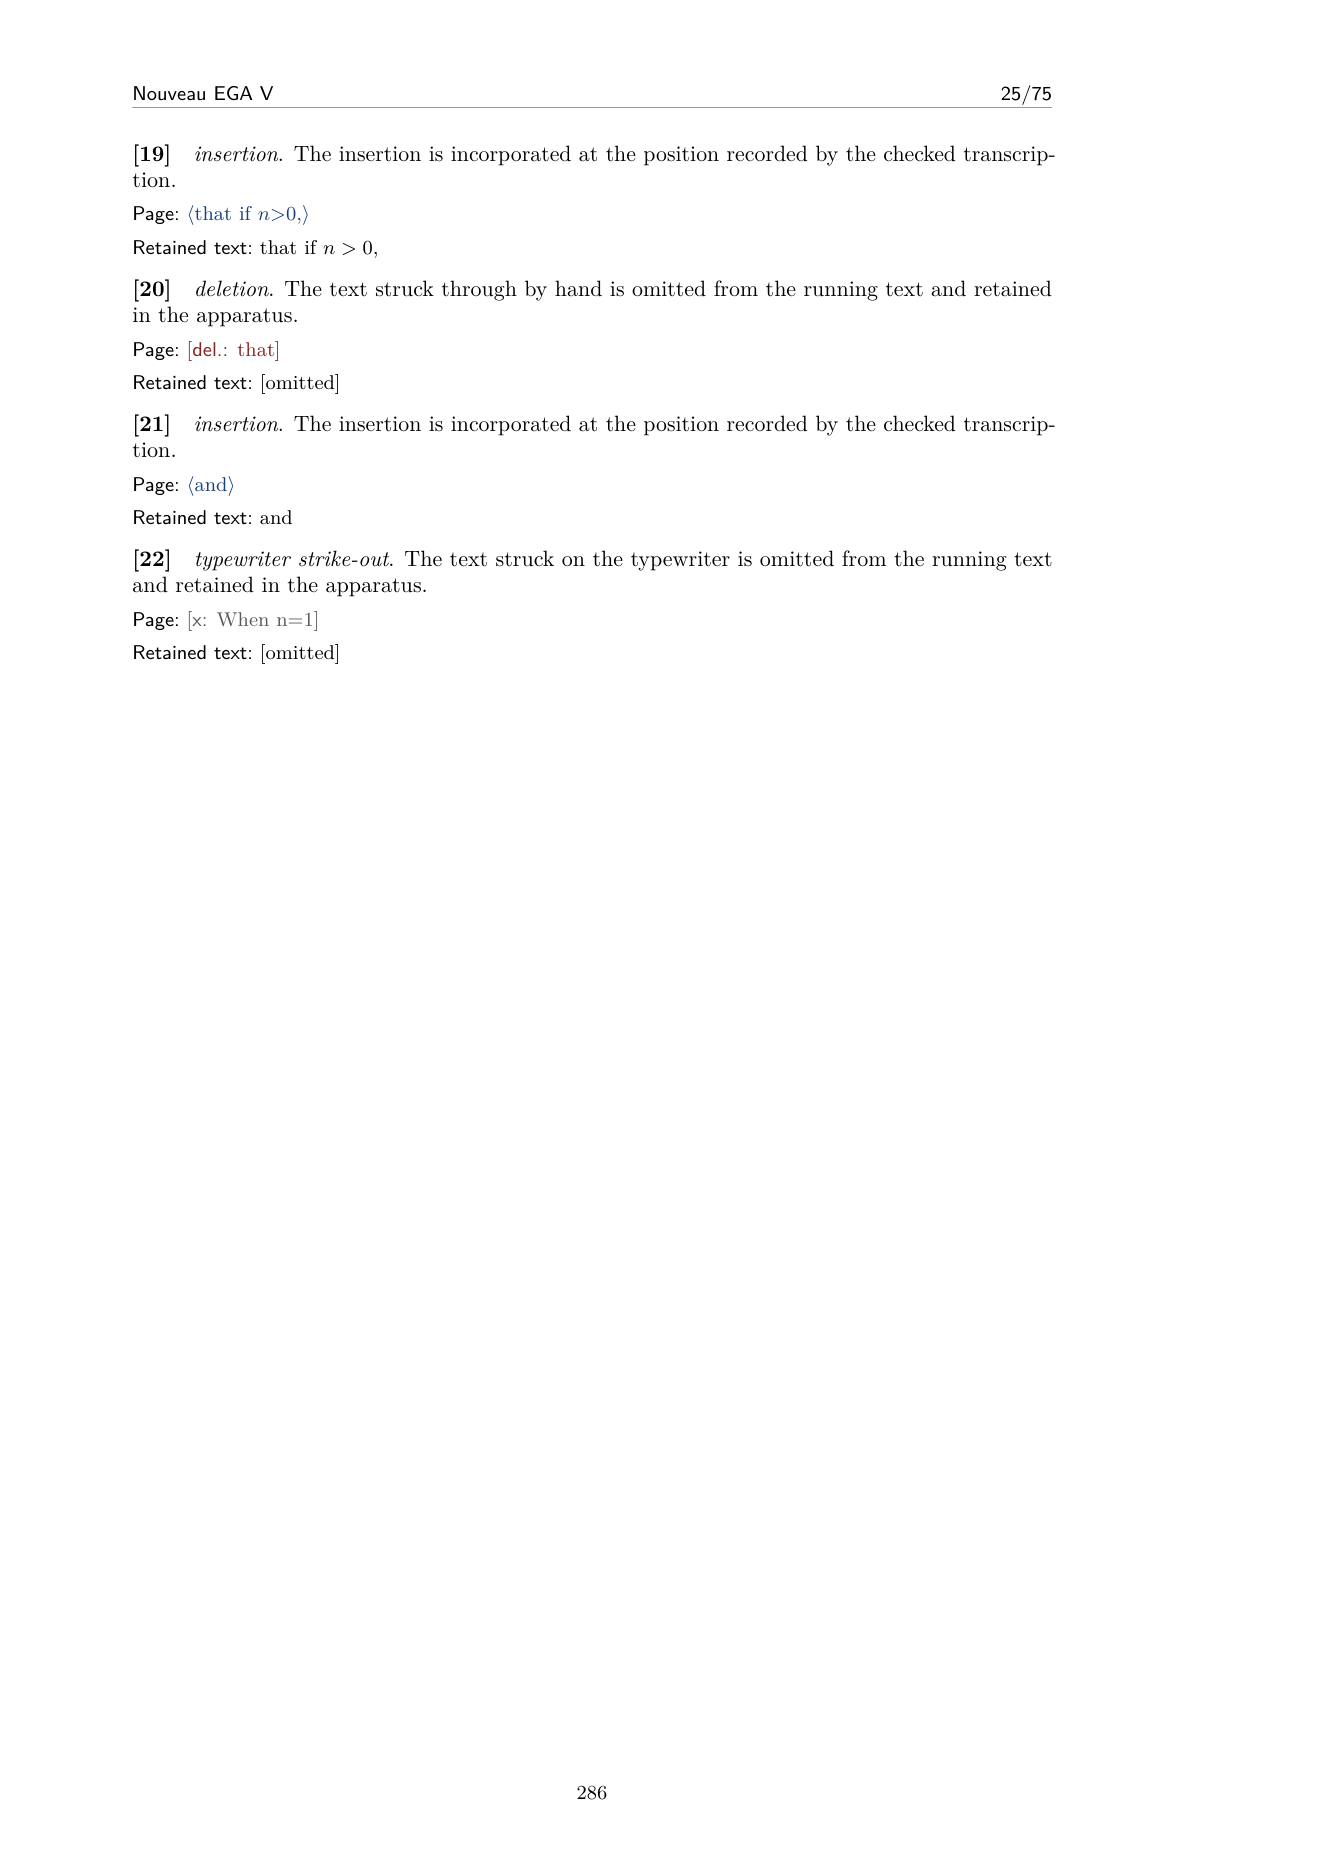 Nouveau EGA V 25/75
[19] insertion. The insertion is incorporated at the position recorded by the checked transcrip-
tion.
Page: ⟨that if n>0,⟩
Retained text: that if n > 0,
[20] deletion. The text struck through by hand is omitted from the running text and retained
in the apparatus.
Page: [del.: that]
Retained text: [omitted]
[21] insertion. The insertion is incorporated at the position recorded by the checked transcrip-
tion.
Page: ⟨and⟩
Retained text: and
[22] typewriter strike-out. The text struck on the typewriter is omitted from the running text
and retained in the apparatus.
Page: [x: When n=1]
Retained text: [omitted]
286